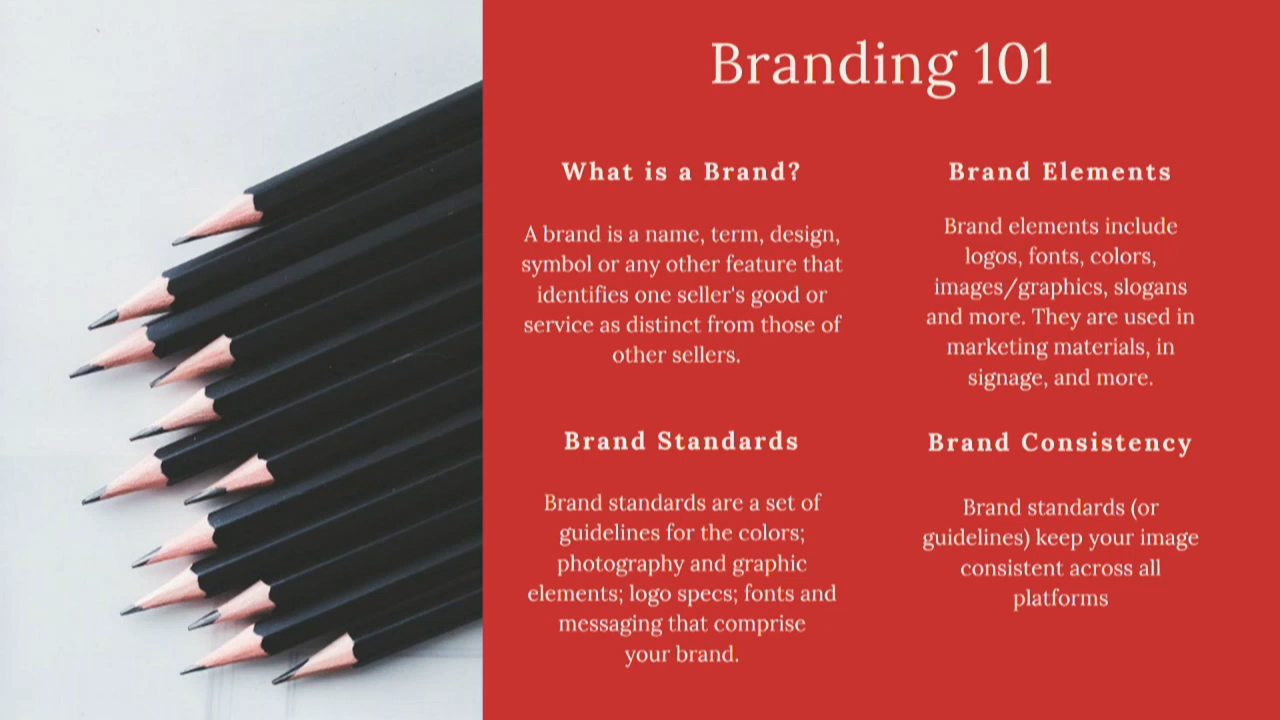 Branding 101
What is a Brand?
A brand is a name, term, design,
symbol or any other feature that
identifies one seller's good or
service as distinct from those of
other sellers.
Brand Elements
Brand elements include
logos, fonts, colors,
images/graphics, slogans
and more. They are used in
marketing materials, in
signage, and more.
Brand Standards
Brand standards are a set of
guidelines for the colors;
photography and graphic
elements; logo specs; fonts and
messaging that comprise
your brand.
Brand Consistency
Brand standards (or
guidelines) keep your image
consistent across all
platforms